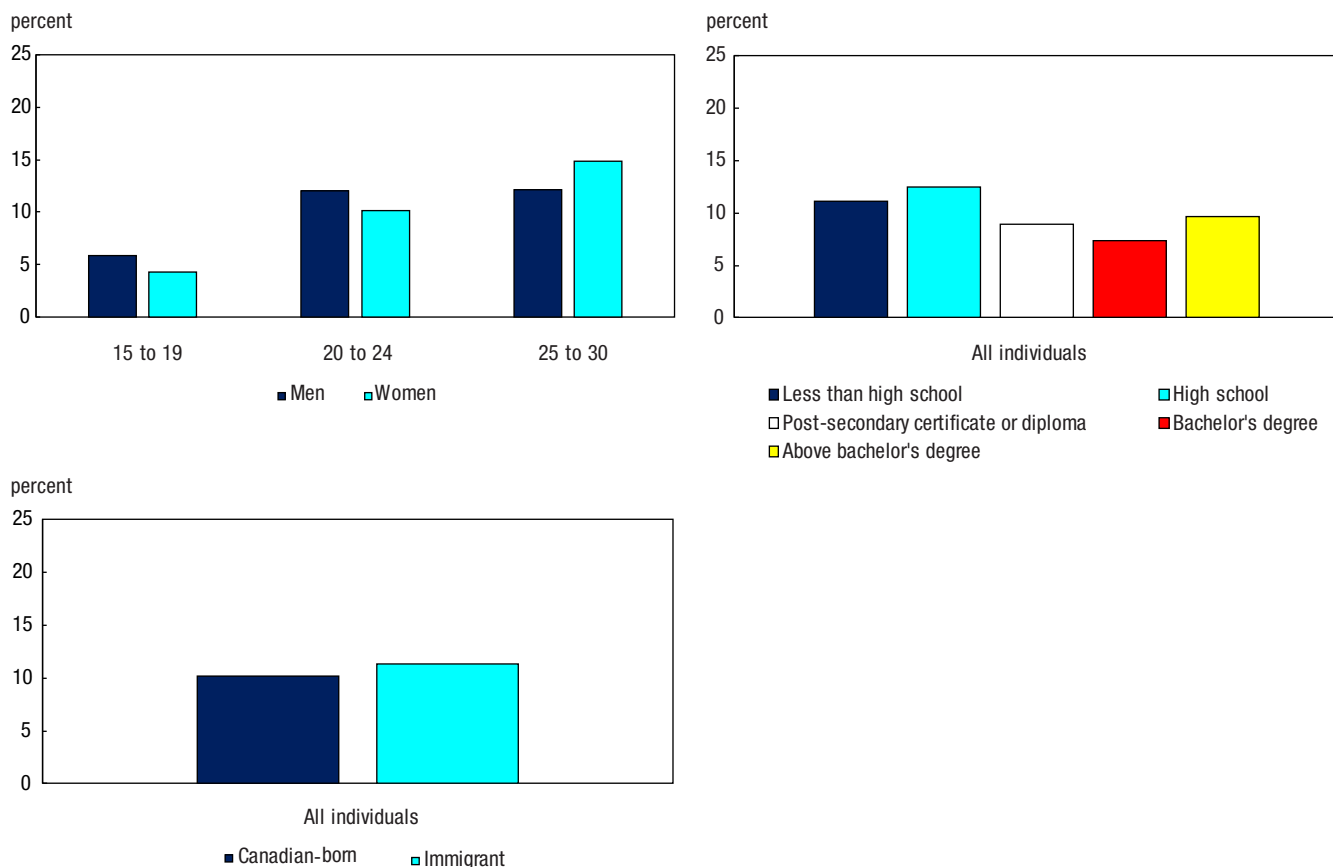 percent
25
20
15
10
5
0
15 to 19 20 to 24 25 to 30
Men Women
percent
25
20
15
10
5
0
All individuals
Less than high school High school
Post-secondary certificate or diploma Bachelor's degree
Above bachelor's degree
percent
25
20
15
10
5
0
All individuals
Canadian-born Immigrant